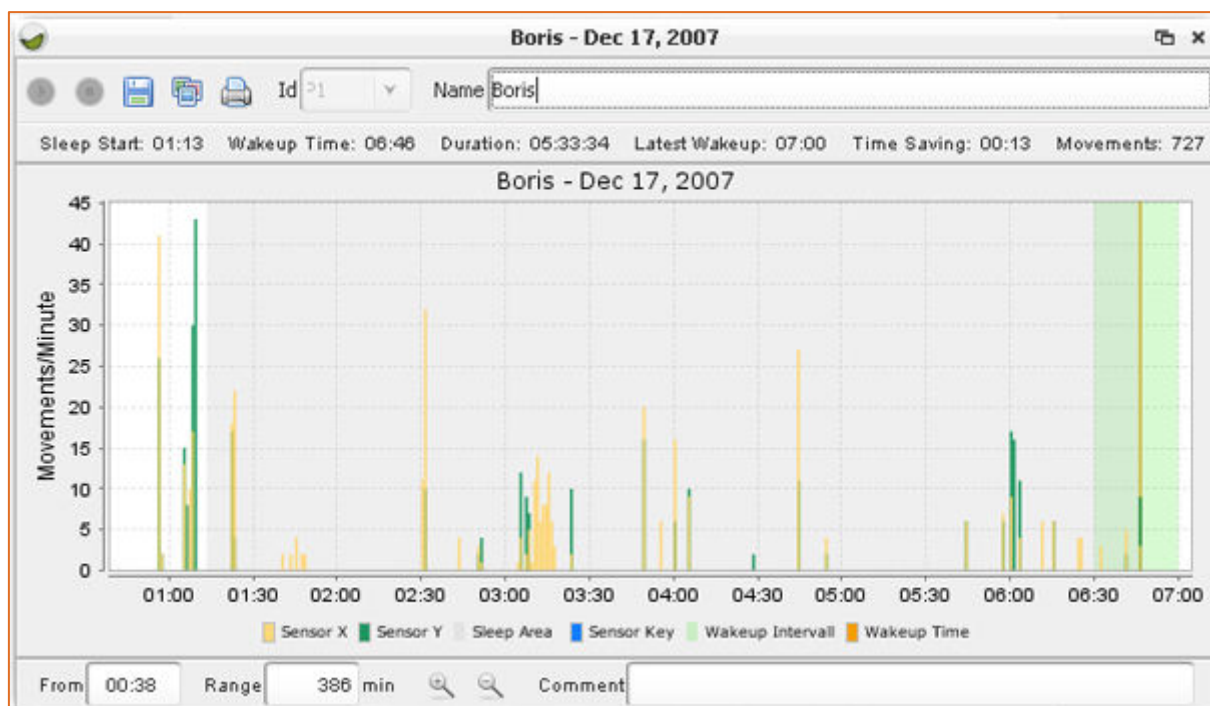 Boris - Dec 17, 2007
Id P1 Name Boris
Sleep Start: 01:13 Wakeup Time: 06:46 Duration: 05:33:34 Latest Wakeup: 07:00 Time Saving: 00:13 Movements: 727
Boris - Dec 17, 2007
Movements/Minute
45
40
35
30
25
20
15
10
5
0
01:00 01:30 02:00 02:30 03:00 03:30 04:00 04:30 05:00 05:30 06:00 06:30 07:00
Sensor X Sensor Y Sleep Area Sensor Key Wakeup Intervall Wakeup Time
From 00:38 Range 386 min Comment